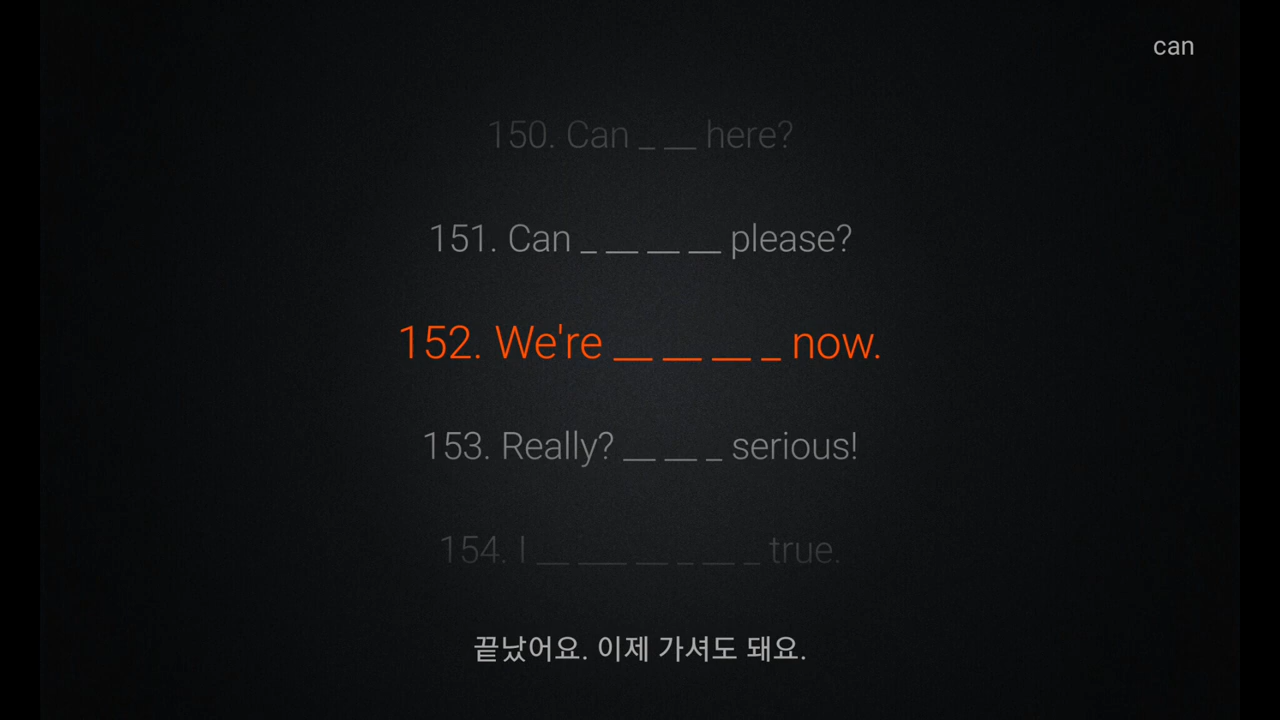 can
150. Can _ __ here?
151. Can _ __ __ __ please?
152. We're __ __ __ _ now.
153. Really? __ __ _ serious!
154. I __ ___ __ _ __ _ true.
끝났어요. 이제 가셔도 돼요.